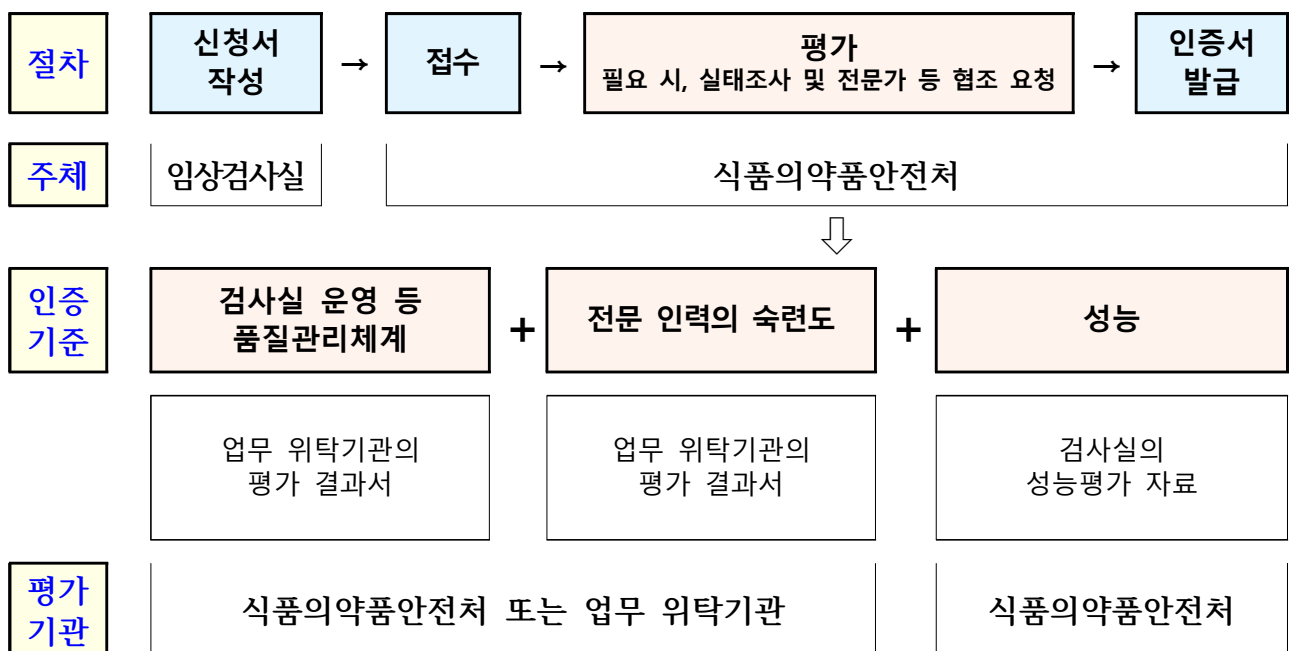 절차
신청서
작성
→
접수
→
평가
필요 시, 실태조사 및 전문가 등 협조 요청
→
인증서
발급
주체
임상검사실
식품의약품안전처
인증
기준
검사실 운영 등
품질관리체계
+
전문 인력의 숙련도
+
성능
업무 위탁기관의
평가 결과서
업무 위탁기관의
평가 결과서
검사실의
성능평가 자료
평가
기관
식품의약품안전처 또는 업무 위탁기관
식품의약품안전처